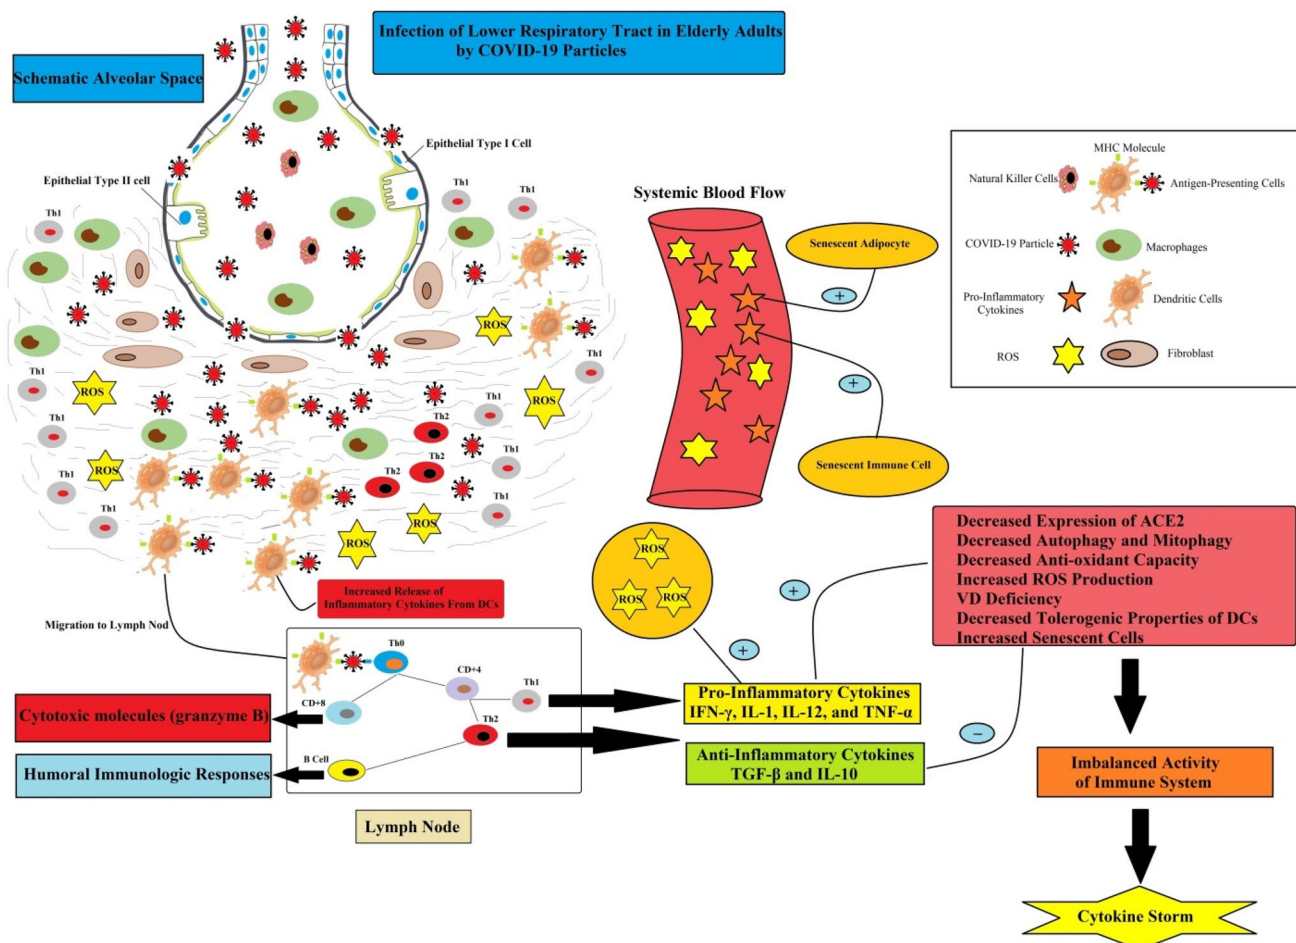 Infection of Lower Respiratory Tract in Elderly Adults
by COVID-19 Particles
Schematic Alveolar Space
Epithelial Type I Cell
Epithelial Type II cell
Th1
Th1
Th1
ROS
ROS
Th1
Th1
ROS
ROS
Th1
Th2
Th1
Th2
Th2
Th1
ROS
Th1
Th1
Th1
ROS
ROS
Increased Release of
Inflammatory Cytokines From DCs
Migration to Lymph Nod
Systemic Blood Flow
Senescent Adipocyte
+
+
Senescent Immune Cell
MHC Molecule
Natural Killer Cells
Antigen-Presenting Cells
COVID-19 Particle
Macrophages
Pro-Inflammatory
Cytokines
Dendritic Cells
ROS
Fibroblast
ROS
ROS
ROS
+
+
Decreased Expression of ACE2
Decreased Autophagy and Mitophagy
Decreased Anti-oxidant Capacity
Increased ROS Production
VD Deficiency
Decreased Tolerogenic Properties of DCs
Increased Senescent Cells
Th0
CD+4
Th1
CD+8
Th2
B Cell
Cytotoxic molecules (granzyme B)
Humoral Immunologic Responses
Lymph Node
Pro-Inflammatory Cytokines
IFN-γ, IL-1, IL-12, and TNF-α
Anti-Inflammatory Cytokines
TGF-β and IL-10
−
Imbalanced Activity
of Immune System
Cytokine Storm